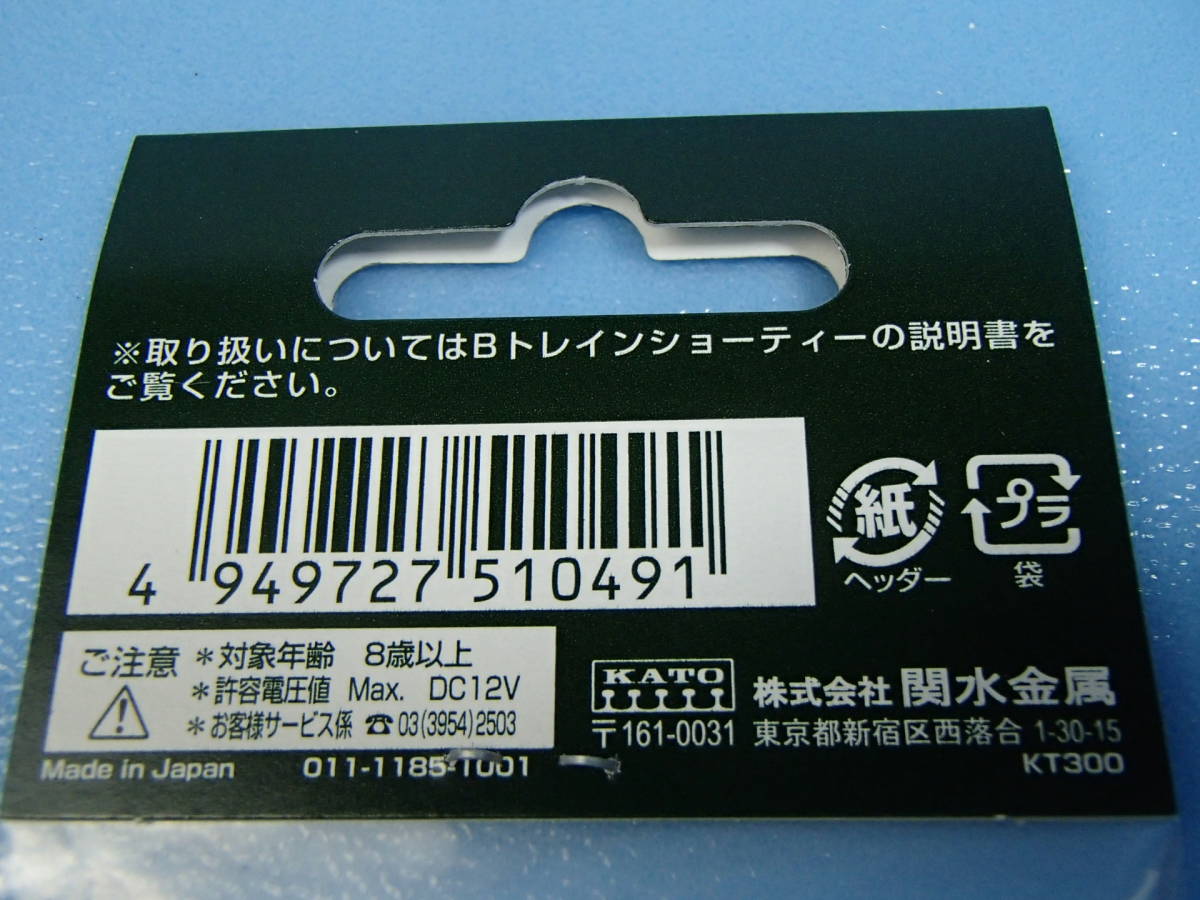 ※取り扱いについてはBトレインショーティーの説明書を
ご覧ください。
4 949727 510491
紙
ヘッダー
プラ
袋
ご注意
＊対象年齢 8歳以上
＊許容電圧値 Max. DC12V
＊お客様サービス係 ☎03(3954)2503
KATO
株式会社 関水金属
〒161-0031 東京都新宿区西落合 1-30-15
Made in Japan 011-1185-1001
KT300